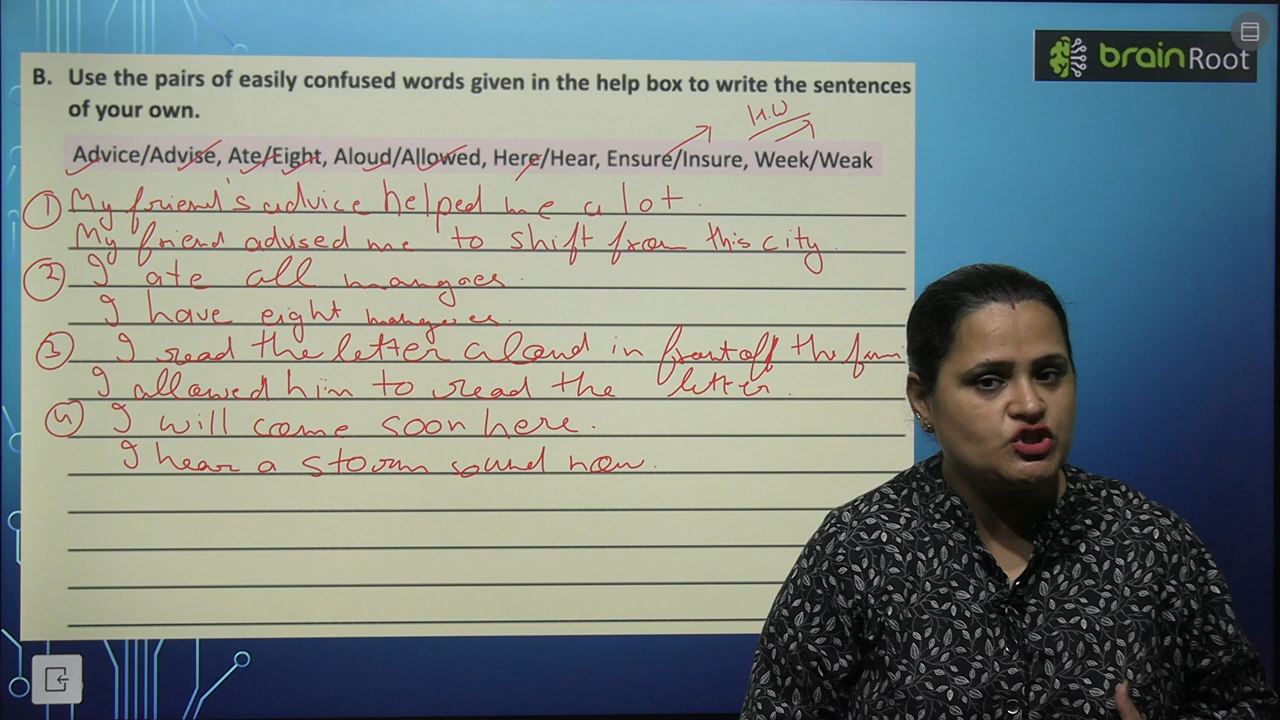 brainRoot
B. Use the pairs of easily confused words given in the help box to write the sentences
of your own.
H.W
Advice/Advise, Ate/Eight, Aloud/Allowed, Here/Hear, Ensure/Insure, Week/Weak
1 My friend's advice helped me a lot.
My friend advised me to shift from this city.
2 I ate all mangoes.
I have eight mangoes.
3 I read the letter aloud in front off the
I allowed him to read the letter.
4 I will come soon here.
I hear a storm sound now.